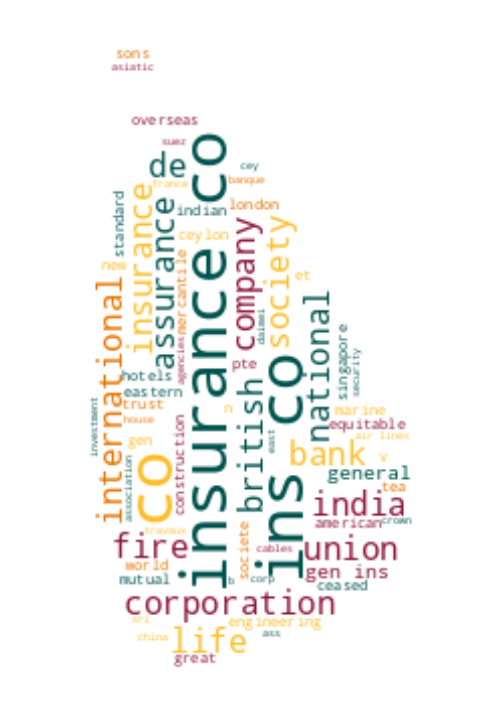 sons
asiatic
overseas
suez
de
france
cey
banque
insurance co
standard
insurance
assurance
indian
london
ceylon
new
mercantile
company
society
et
international
daimei
national
agencies
pte
singapore
security
hotels
eastern
trust
house
investment
n
british
marine
equitable
air lines
east
gen
construction
association
co
ins co
bank
v
general
tea
india
american
crown
travaux
fire
societe
cables
union
world
mutual
b
corp
gen ins
ceased
corporation
sri
engineering
china
life
ass
great